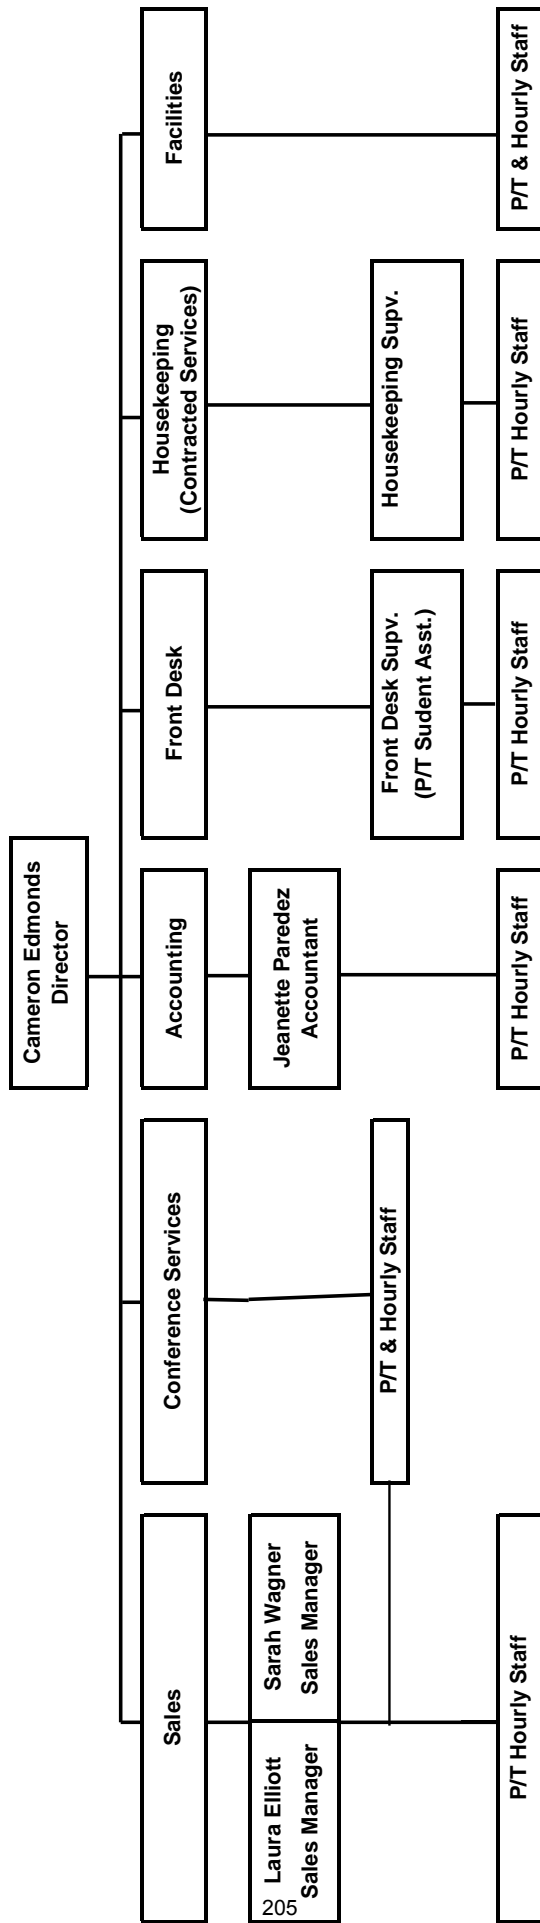 Cameron Edmonds
Director
Sales
Conference Services
Accounting
Front Desk
Housekeeping
(Contracted Services)
Facilities
Laura Elliott
Sales Manager
Sarah Wagner
Sales Manager
Jeanette Paredez
Accountant
P/T & Hourly Staff
Front Desk Supv.
(P/T Sudent Asst.)
Housekeeping Supv.
P/T Hourly Staff
P/T Hourly Staff
P/T Hourly Staff
P/T Hourly Staff
P/T & Hourly Staff
205